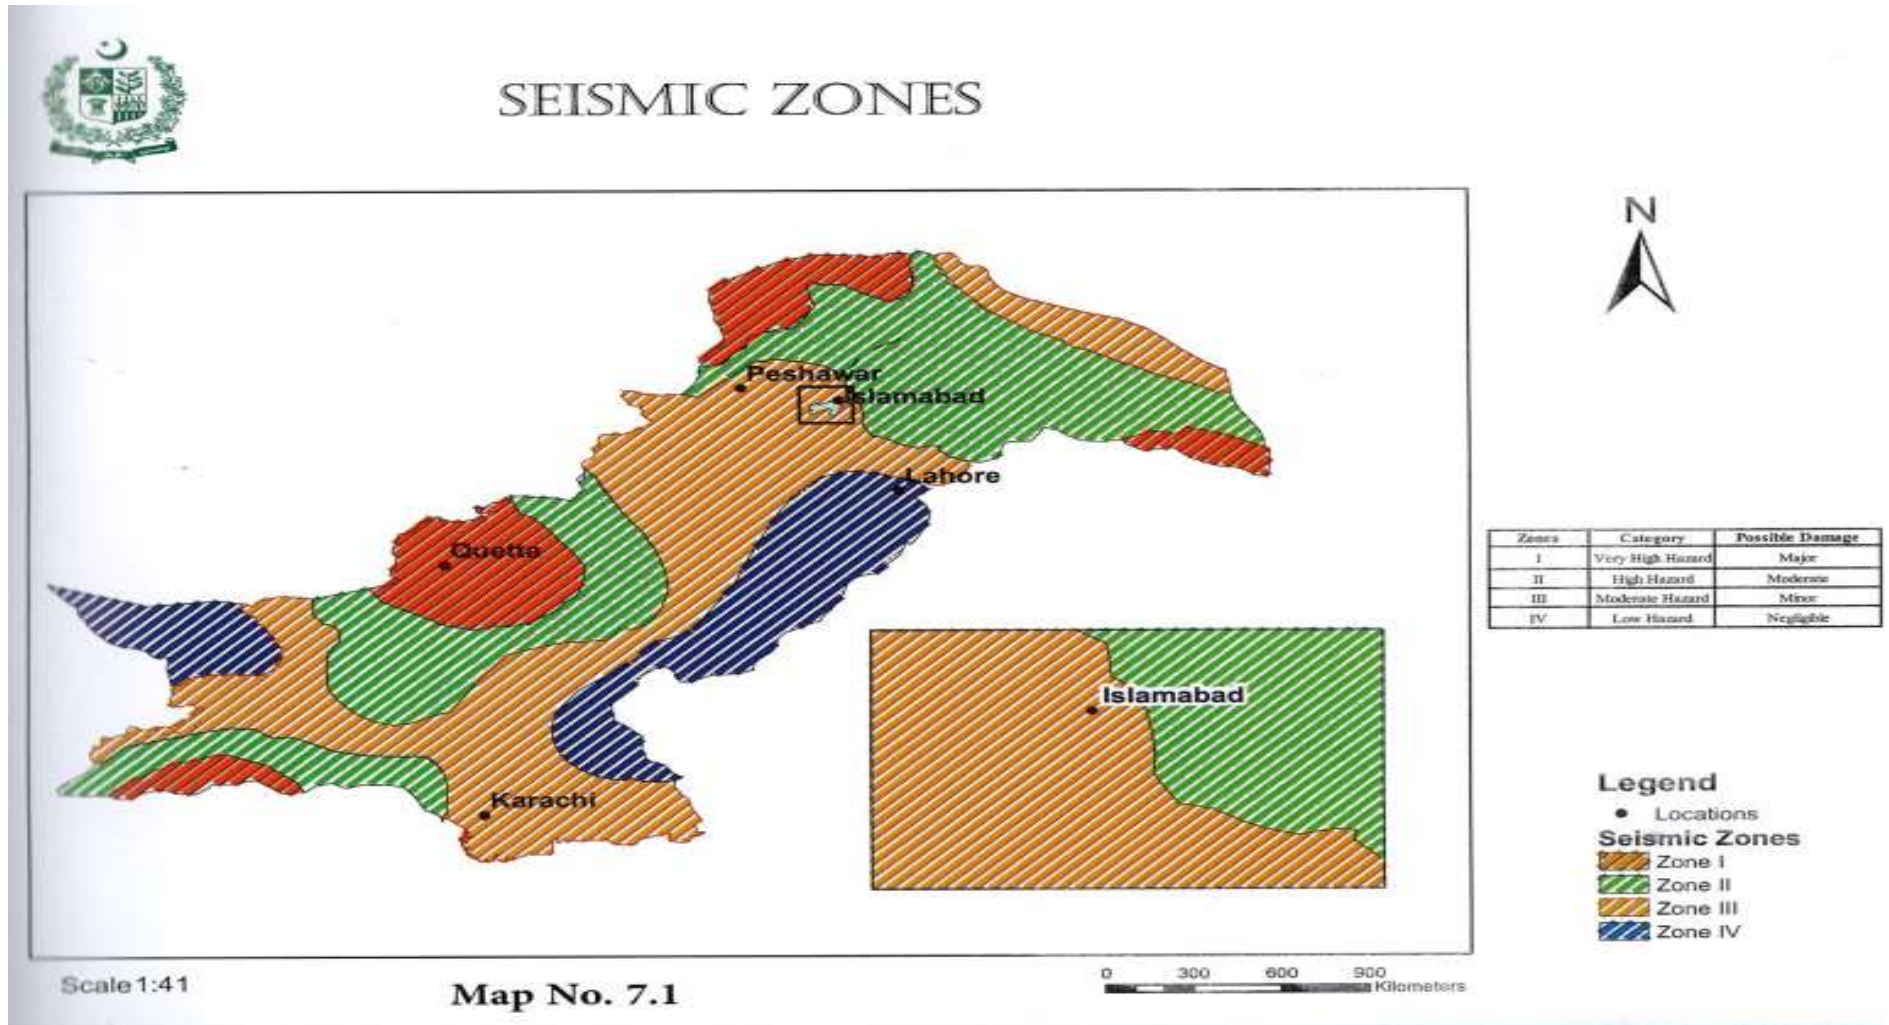 SEISMIC ZONES
N
Peshawar
Islamabad
Lahore
Quetta
Karachi
Islamabad
Zones Category Possible Damage
I Very High Hazard Major
II High Hazard Moderate
III Moderate Hazard Minor
IV Low Hazard Negligible
Legend
Locations
Seismic Zones
Zone I
Zone II
Zone III
Zone IV
Scale 1:41
Map No. 7.1
0 300 600 900
Kilometers